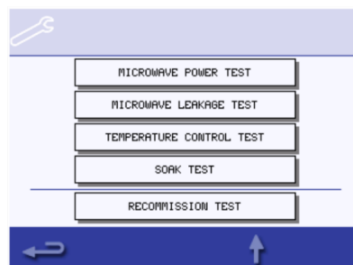 MICROWAVE POWER TEST
MICROWAVE LEAKAGE TEST
TEMPERATURE CONTROL TEST
SOAK TEST
RECOMMISSION TEST